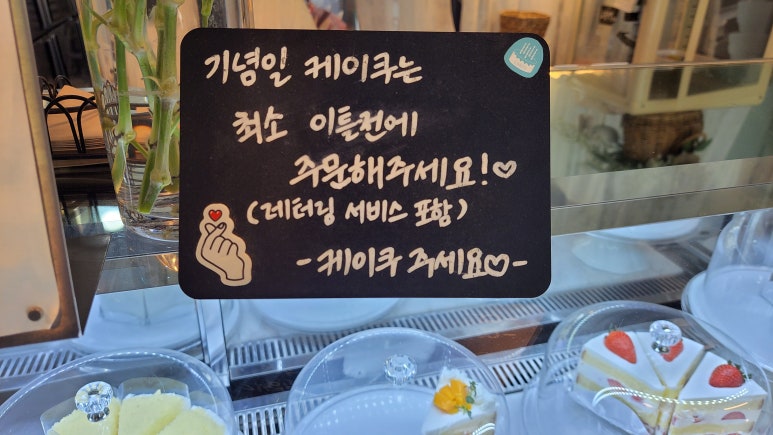 기념일 케이크는
최소 이틀전에
주문해주세요!♡
(레터링 서비스 포함)
-케이크 주세요♡-